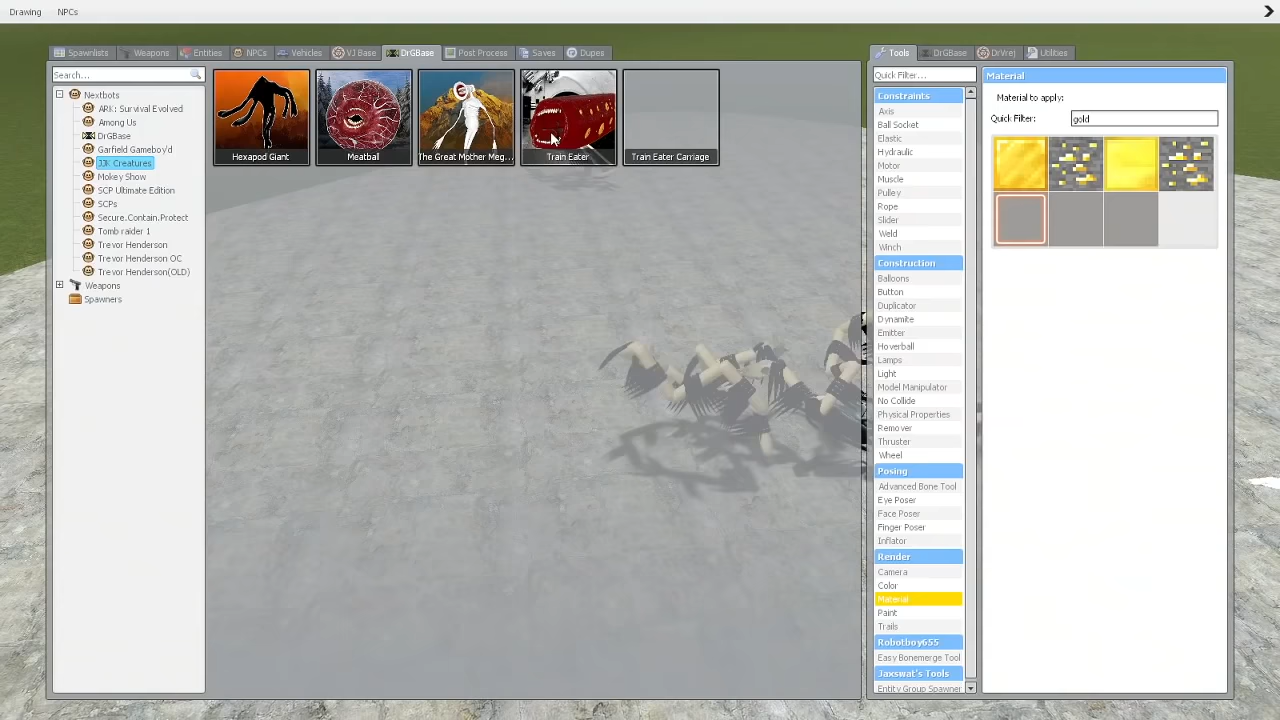 Drawing NPCs
Spawnlists Weapons Entities NPCs Vehicles VJ Base DrGBase Post Process Saves Dupes
Search...
Nextbots
ARK: Survival Evolved
Among Us
DrGBase
Garfield Gameboy'd
JJK Creatures
Mokey Show
SCP Ultimate Edition
SCPs
Secure.Contain.Protect
Tomb raider 1
Trevor Henderson
Trevor Henderson OC
Trevor Henderson(OLD)
Weapons
Spawners
Hexapod Giant
Meatball
The Great Mother Meg...
Train Eater
Train Eater Carriage
Tools DrGBase DrVrej Utilities
Quick Filter...
Constraints
Axis
Ball Socket
Elastic
Hydraulic
Motor
Muscle
Pulley
Rope
Slider
Weld
Winch
Construction
Balloons
Button
Duplicator
Dynamite
Emitter
Hoverball
Lamps
Light
Model Manipulator
No Collide
Physical Properties
Remover
Thruster
Wheel
Posing
Advanced Bone Tool
Eye Poser
Face Poser
Finger Poser
Inflator
Render
Camera
Color
Material
Paint
Trails
Robotboy655
Easy Bonemerge Tool
Jaxswat's Tools
Entity Group Spawner
Material
Material to apply:
Quick Filter: gold